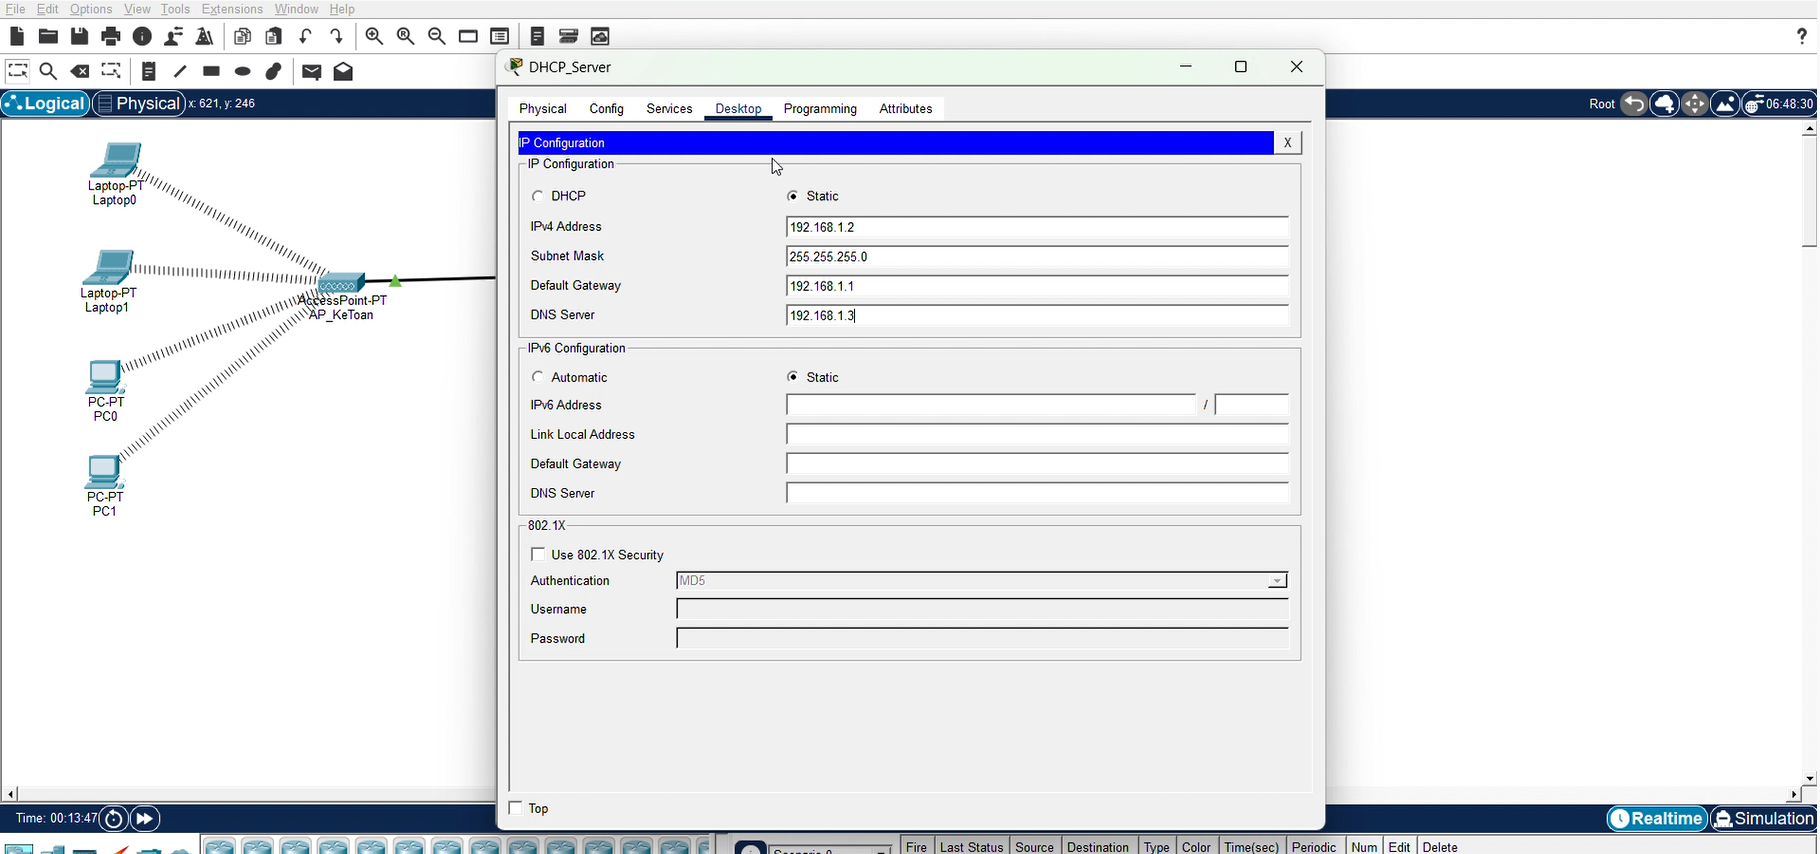 File Edit Options View Tools Extensions Window Help
?
DHCP_Server
Logical Physical x: 621, y: 246
Root 06:48:30
Physical Config Services Desktop Programming Attributes
IP Configuration X
IP Configuration
DHCP Static
IPv4 Address 192.168.1.2
Subnet Mask 255.255.255.0
Default Gateway 192.168.1.1
DNS Server 192.168.1.3
IPv6 Configuration
Automatic Static
IPv6 Address /
Link Local Address
Default Gateway
DNS Server
802.1X
Use 802.1X Security
Authentication MD5
Username
Password
Top
Laptop-PT
Laptop0
Laptop-PT
Laptop1
AccessPoint-PT
AP_KeToan
PC-PT
PC0
PC-PT
PC1
Time: 00:13:47
Realtime Simulation
Scenario 0
Fire Last Status Source Destination Type Color Time(sec) Periodic Num Edit Delete